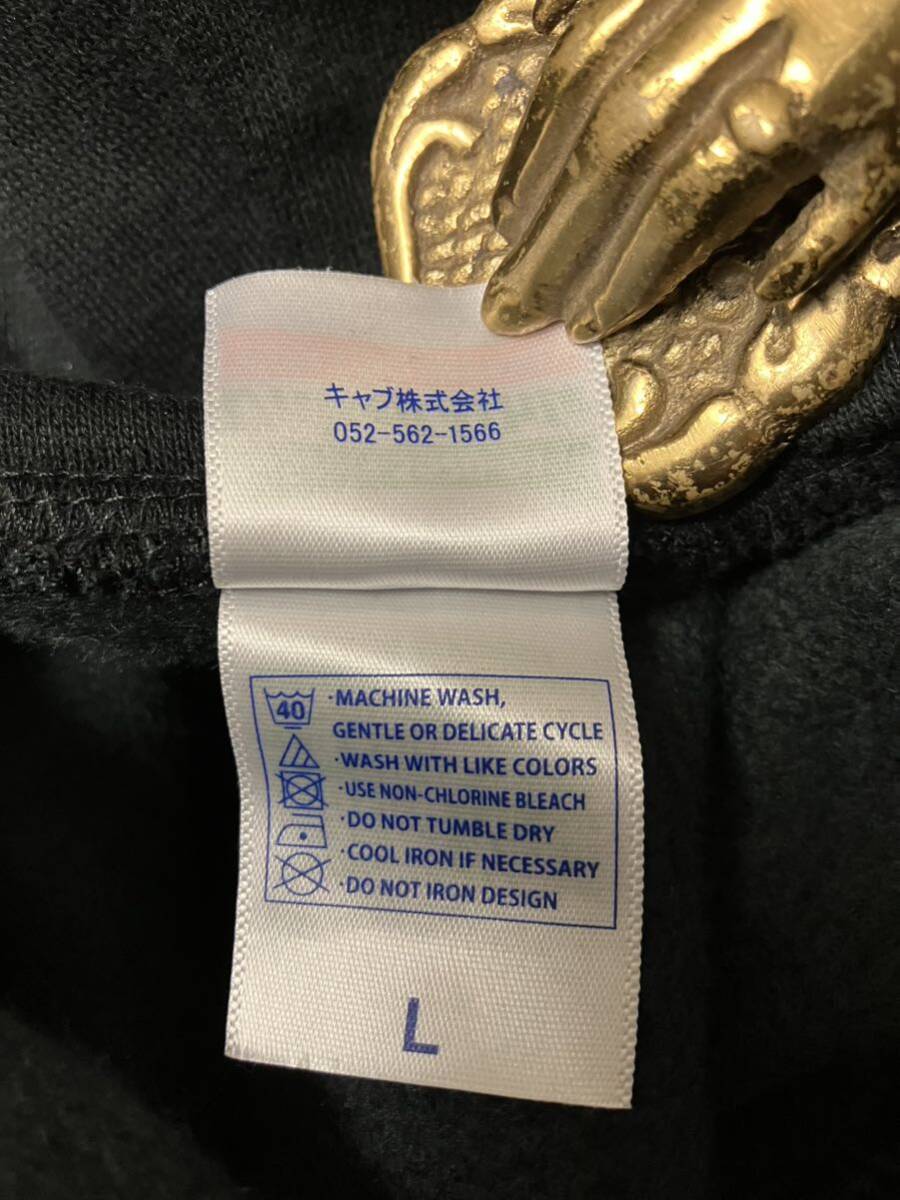 キャブ株式会社
052-562-1566
40
·MACHINE WASH,
GENTLE OR DELICATE CYCLE
·WASH WITH LIKE COLORS
·USE NON-CHLORINE BLEACH
·DO NOT TUMBLE DRY
·COOL IRON IF NECESSARY
·DO NOT IRON DESIGN
L